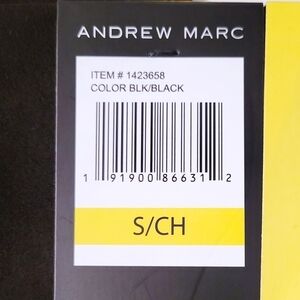 ANDREW MARC
ITEM # 1423658
COLOR BLK/BLACK
1 91900 86631 2
S/CH